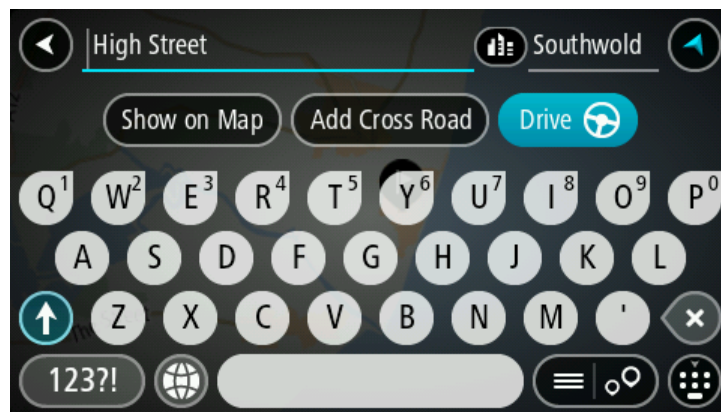 High Street Southwold
Show on Map Add Cross Road Drive
Q1 W2 E3 R4 T5 Y6 U7 I8 O9 P0
A S D F G H J K L
Z X C V B N M '
123?!